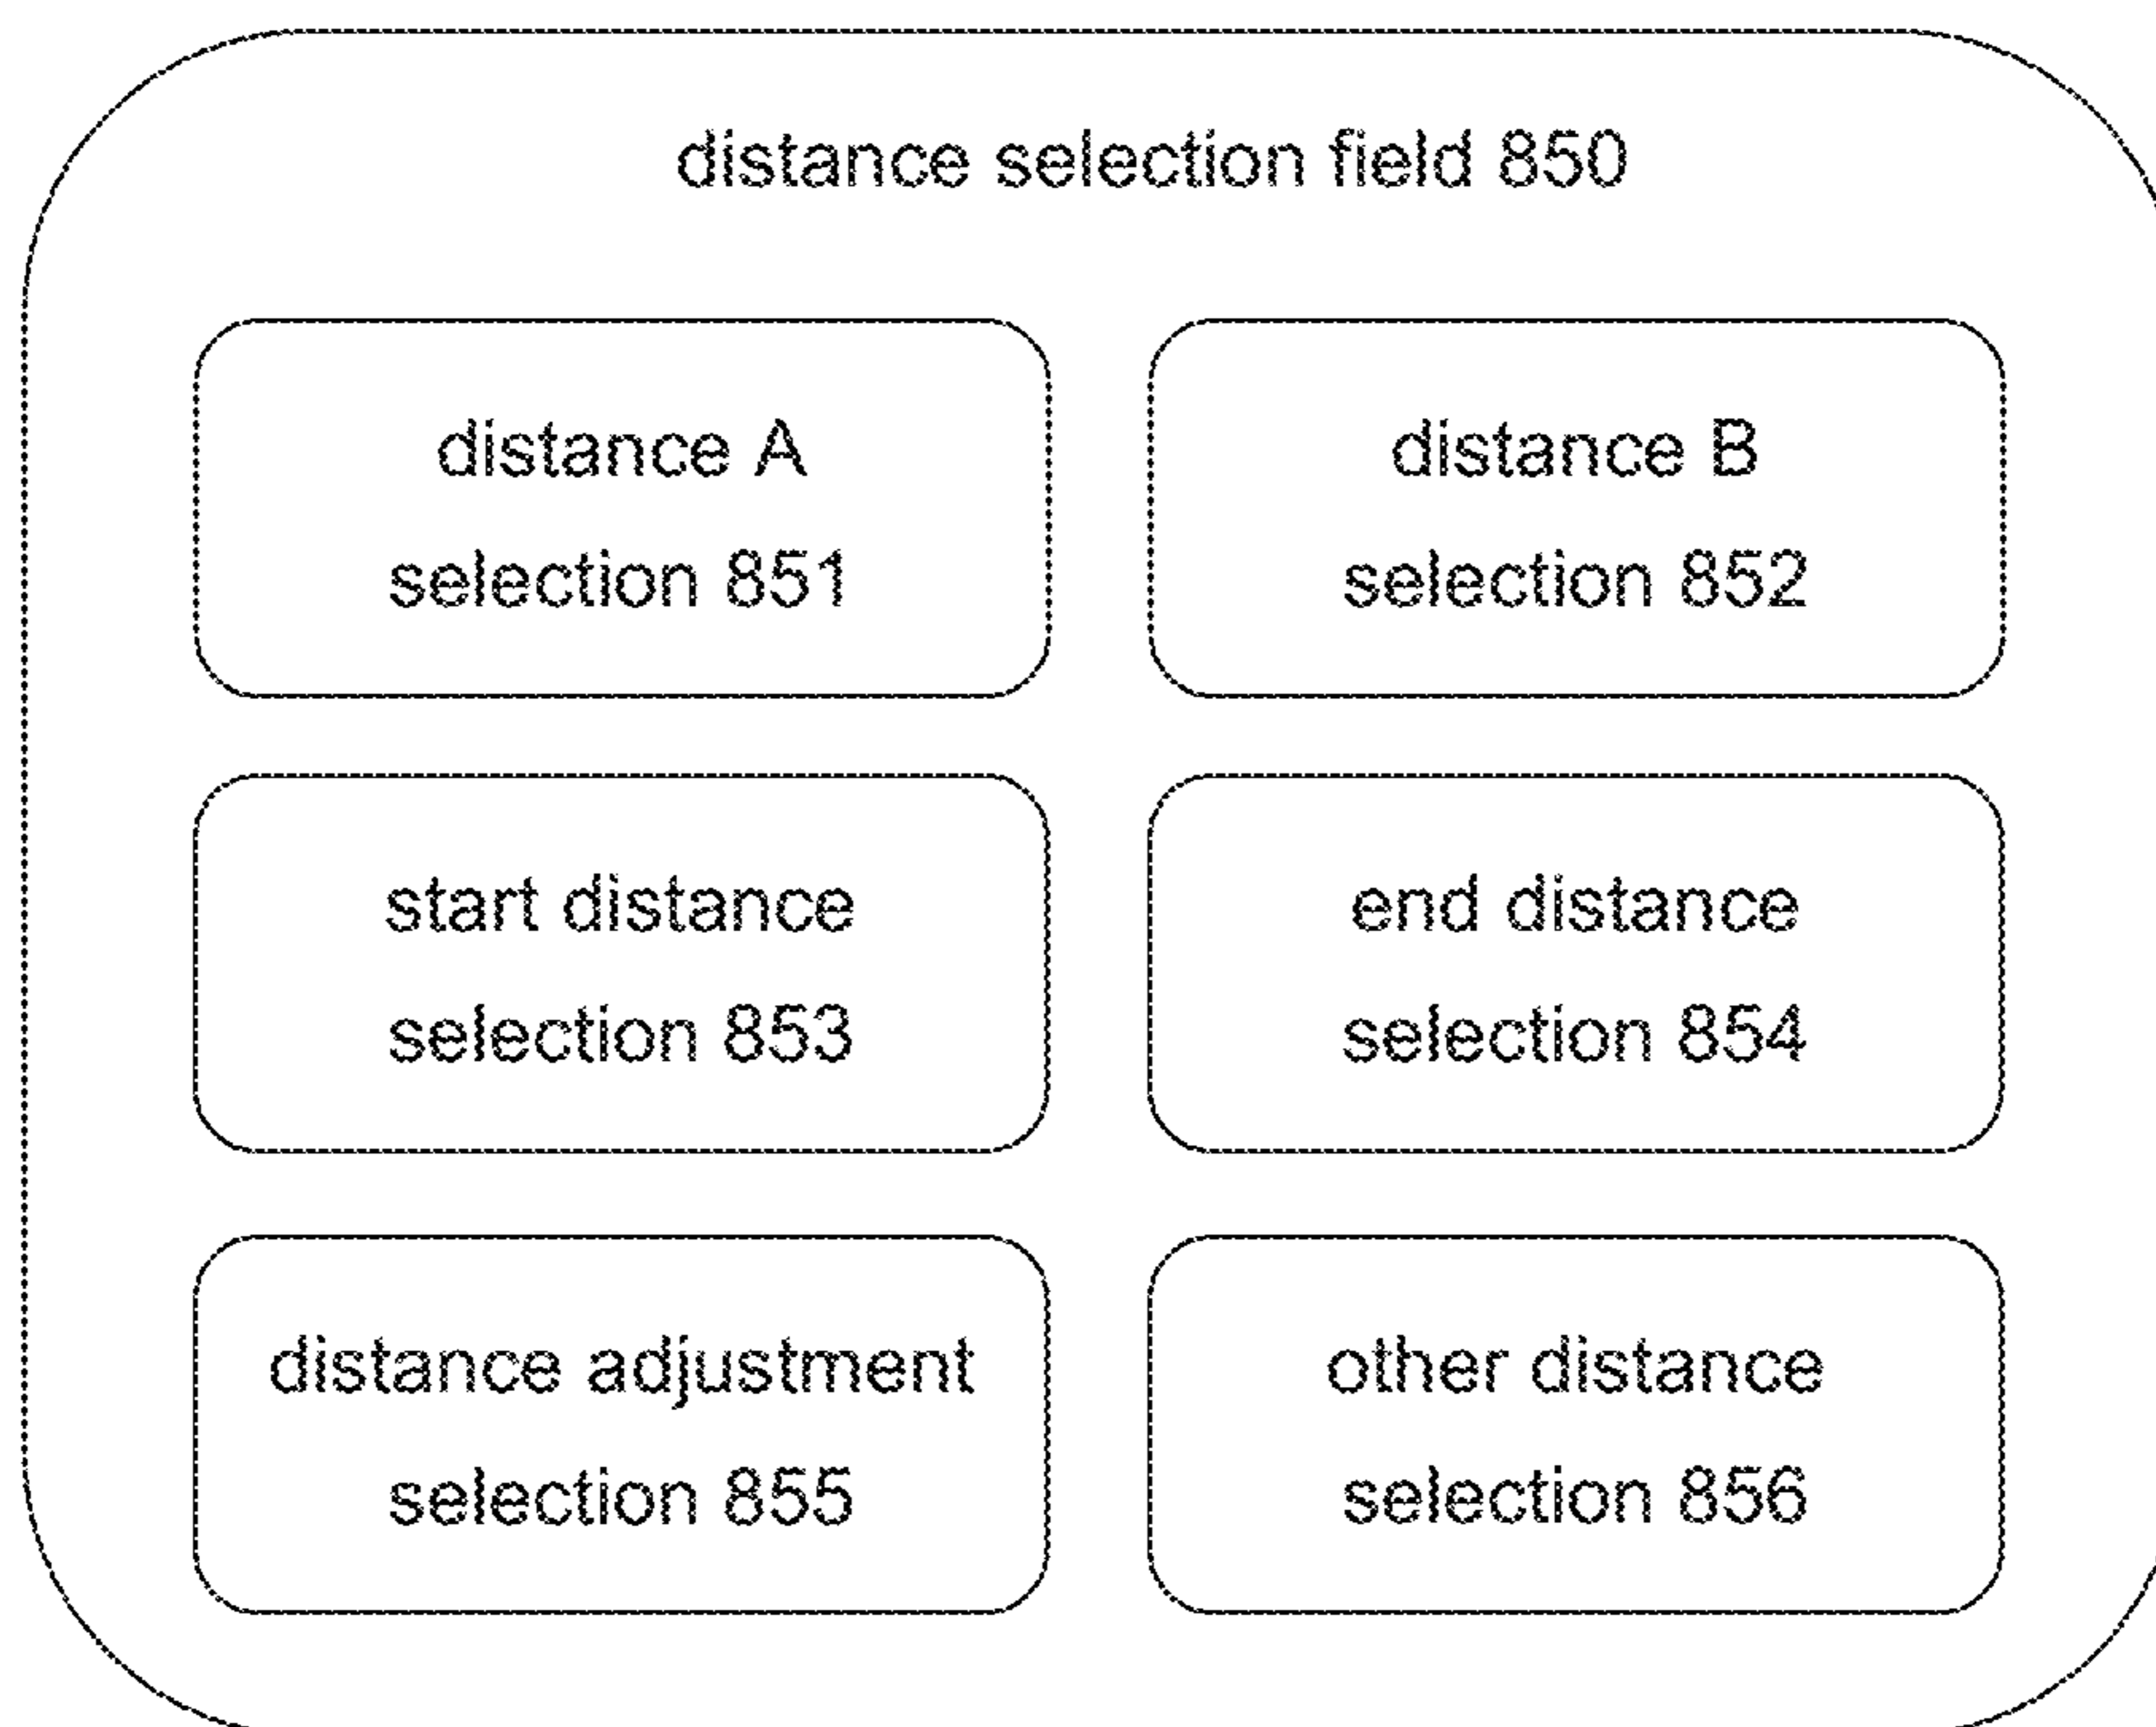 distance selection field 850
distance A
selection 851
distance B
selection 852
start distance
selection 853
end distance
selection 854
distance adjustment
selection 855
other distance
selection 856